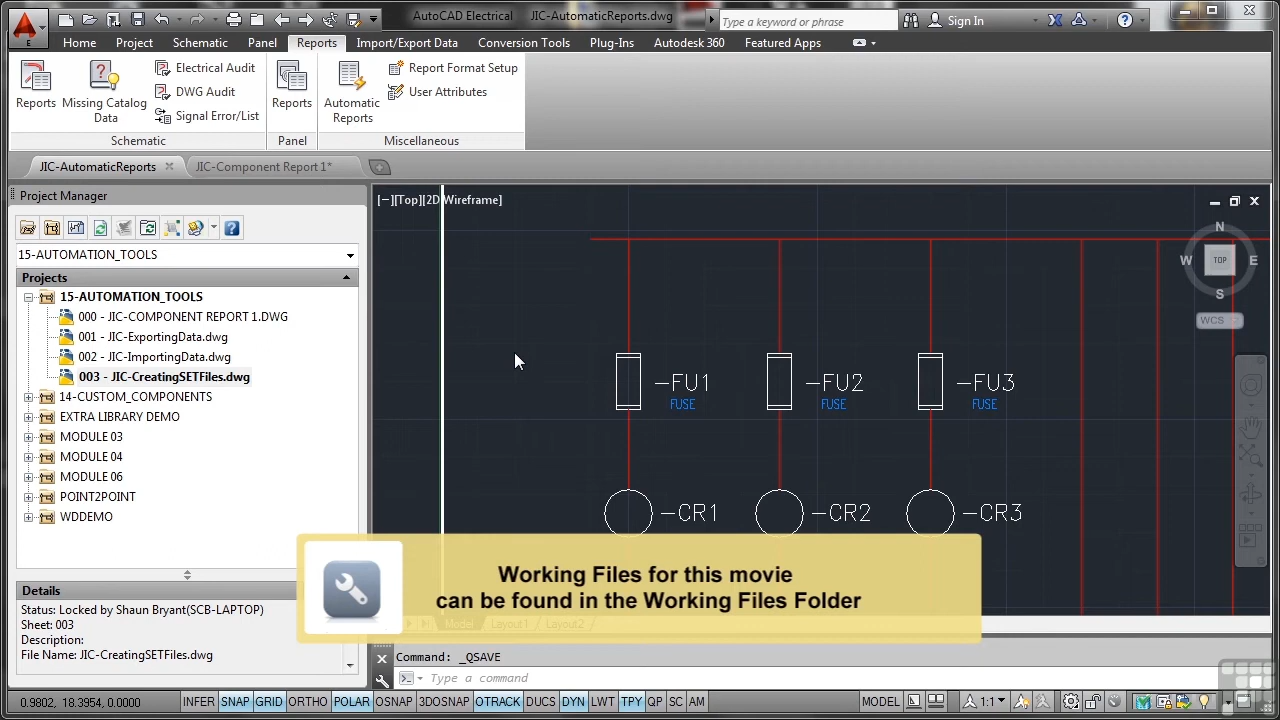 AutoCAD Electrical JIC-AutomaticReports.dwg
Type a keyword or phrase
Sign In
Home Project Schematic Panel Reports Import/Export Data Conversion Tools Plug-Ins Autodesk 360 Featured Apps
Reports
Missing Catalog Data
Electrical Audit
DWG Audit
Signal Error/List
Reports
Automatic Reports
Report Format Setup
User Attributes
Schematic
Panel
Miscellaneous
JIC-AutomaticReports
JIC-Component Report 1*
Project Manager
15-AUTOMATION_TOOLS
Projects
15-AUTOMATION_TOOLS
000 - JIC-COMPONENT REPORT 1.DWG
001 - JIC-ExportingData.dwg
002 - JIC-ImportingData.dwg
003 - JIC-CreatingSETFiles.dwg
14-CUSTOM_COMPONENTS
EXTRA LIBRARY DEMO
MODULE 03
MODULE 04
MODULE 06
POINT2POINT
WDDEMO
Details
Status: Locked by Shaun Bryant(SCB-LAPTOP)
Sheet: 003
Description:
File Name: JIC-CreatingSETFiles.dwg
[−][Top][2D Wireframe]
N
W TOP E
S
WCS
-FU1 -FU2 -FU3
FUSE FUSE FUSE
-CR1 -CR2 -CR3
Working Files for this movie
can be found in the Working Files Folder
Model Layout1 Layout2
Command: _QSAVE
Type a command
0.9802, 18.3954, 0.0000
INFER SNAP GRID ORTHO POLAR OSNAP 3DOSNAP OTRACK DUCS DYN LWT TPY QP SC AM
MODEL
1:1